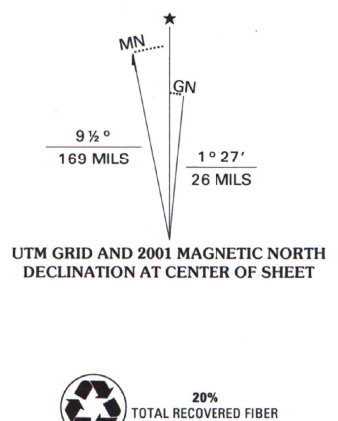 MN
GN
9 ½ °
169 MILS
1° 27′
26 MILS
UTM GRID AND 2001 MAGNETIC NORTH
DECLINATION AT CENTER OF SHEET
20%
TOTAL RECOVERED FIBER